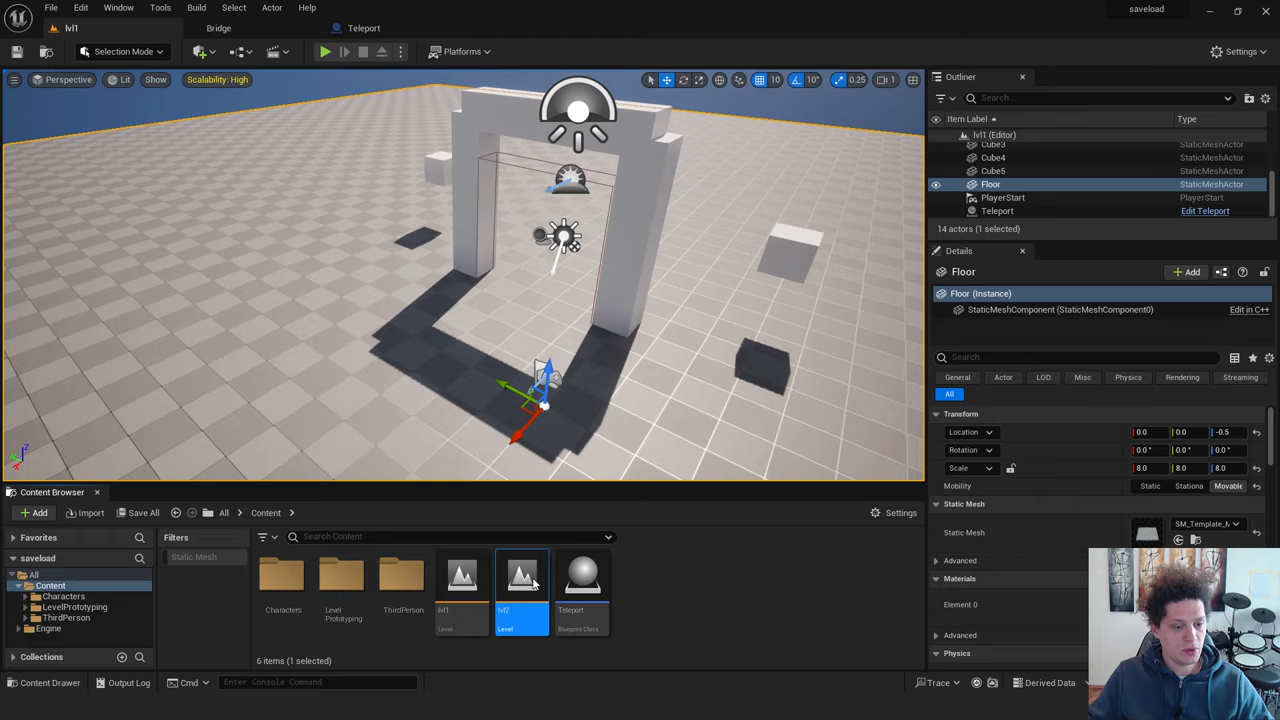 File Edit Window Tools Build Select Actor Help
saveload
lvl1 Bridge Teleport
Selection Mode Platforms Settings
Perspective Lit Show Scalability: High 10 10° 0.25 1
Outliner
Search...
Item Label Type
lvl1 (Editor)
Cube3 StaticMeshActor
Cube4 StaticMeshActor
Cube5 StaticMeshActor
Floor StaticMeshActor
PlayerStart PlayerStart
Teleport Edit Teleport
14 actors (1 selected)
Details
Floor Add
Floor (Instance)
StaticMeshComponent (StaticMeshComponent0) Edit in C++
Search
General Actor LOD Misc Physics Rendering Streaming
All
Transform
Location 0.0 0.0 -0.5
Rotation 0.0 ° 0.0 ° 0.0 °
Scale 8.0 8.0 8.0
Mobility Static Stationa Movable
Static Mesh
Static Mesh SM_Template_M
Advanced
Materials
Element 0
Advanced
Physics
Content Browser
Add Import Save All All Content Settings
Favorites
saveload
All
Content
Characters
LevelPrototyping
ThirdPerson
Engine
Collections
Filters
Static Mesh
Search Content
Characters
Level Prototyping
ThirdPerson
lvl1
Level
lvl2
Level
Teleport
Blueprint Class
6 items (1 selected)
Content Drawer Output Log Cmd Enter Console Command Trace Derived Data